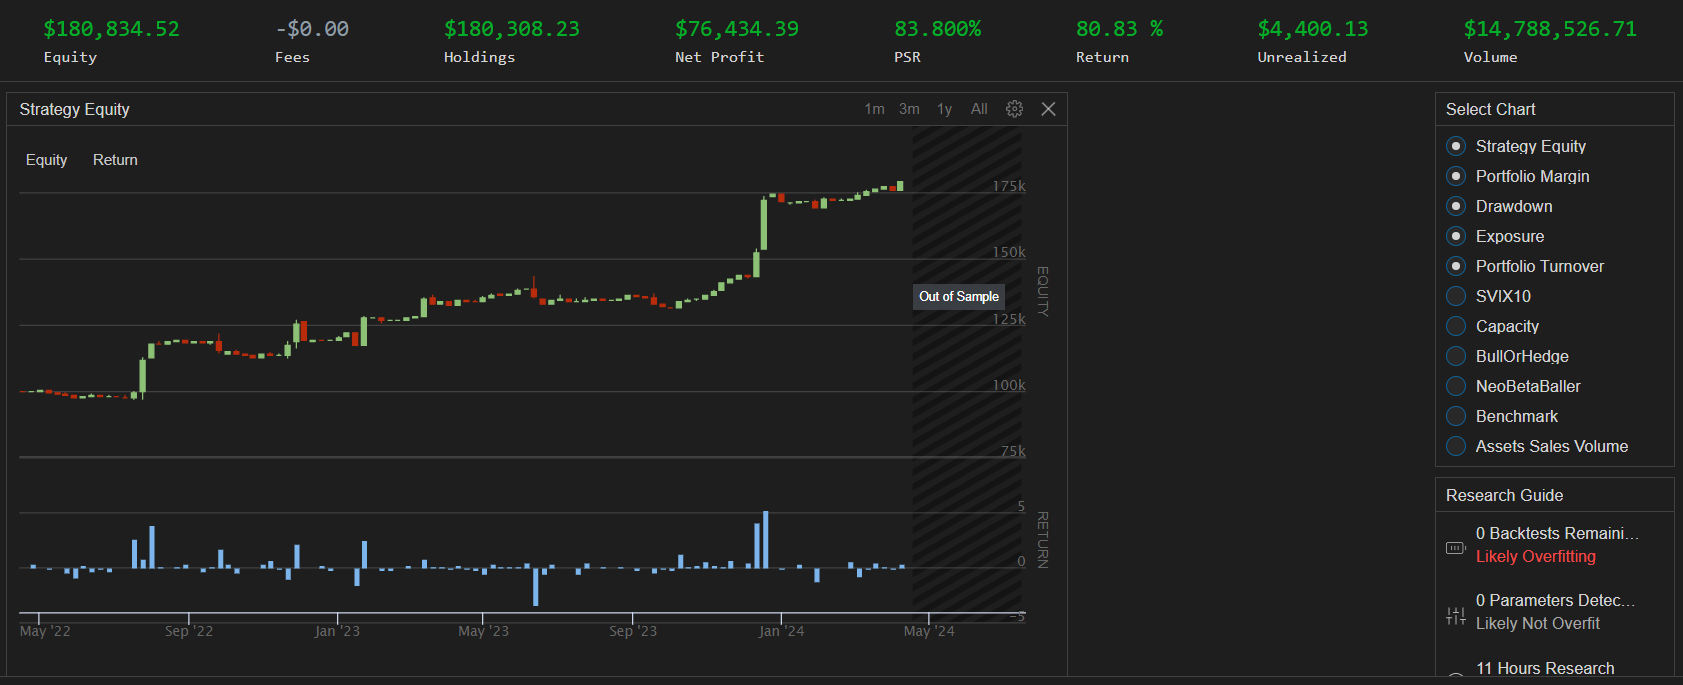 $180,834.52 -$0.00 $180,308.23 $76,434.39 83.800% 80.83 % $4,400.13 $14,788,526.71
Equity Fees Holdings Net Profit PSR Return Unrealized Volume
Strategy Equity 1m 3m 1y All
Equity Return
175k
150k
EQUITY
Out of Sample
125k
100k
75k
5
RETURN
0
-5
May '22 Sep '22 Jan '23 May '23 Sep '23 Jan '24 May '24
Select Chart
Strategy Equity
Portfolio Margin
Drawdown
Exposure
Portfolio Turnover
SVIX10
Capacity
BullOrHedge
NeoBetaBaller
Benchmark
Assets Sales Volume
Research Guide
0 Backtests Remaini...
Likely Overfitting
0 Parameters Detec...
Likely Not Overfit
11 Hours Research